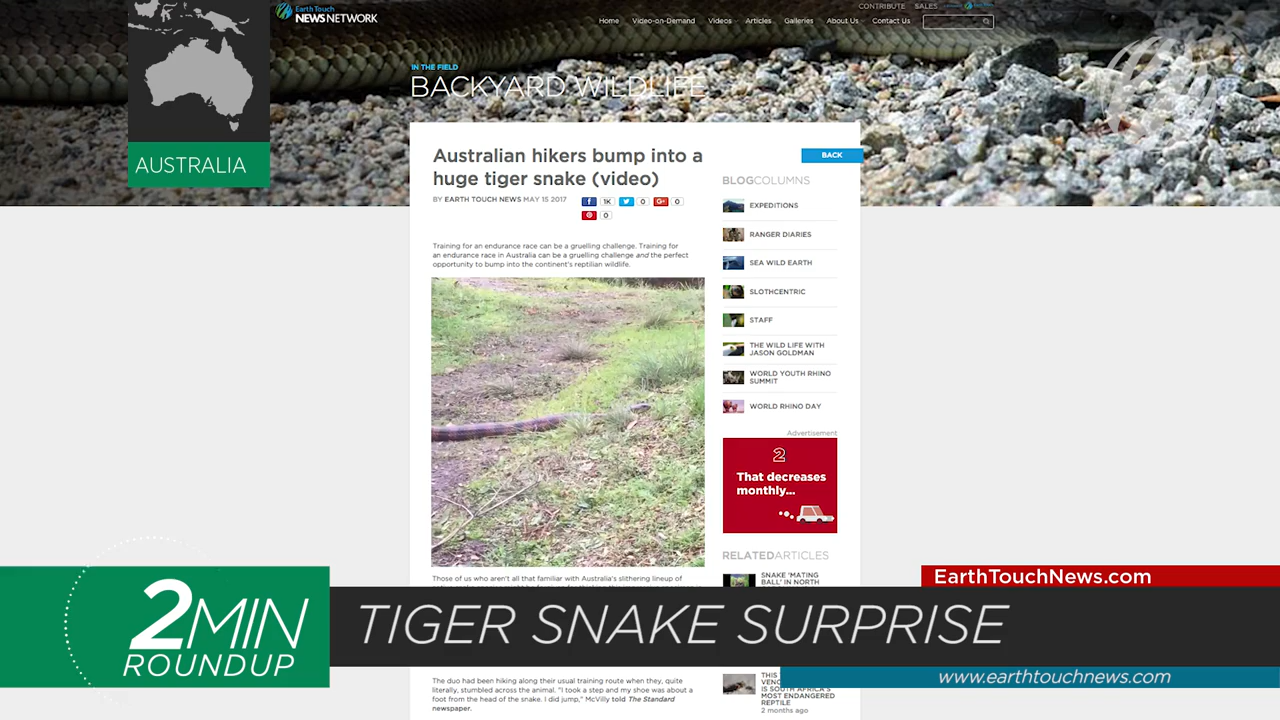 Earth Touch
NEWS NETWORK
CONTRIBUTE SALES
Home Video-on-Demand Videos Articles Galleries About Us Contact Us
IN THE FIELD
BACKYARD WILDLIFE
AUSTRALIA
Australian hikers bump into a
huge tiger snake (video)
BY EARTH TOUCH NEWS MAY 15 2017
1K 0 0
0
Training for an endurance race can be a gruelling challenge. Training for
an endurance race in Australia can be a gruelling challenge and the perfect
opportunity to bump into the continent's reptilian wildlife.
Those of us who aren't all that familiar with Australia's slithering lineup of
The duo had been hiking along their usual training route when they, quite
literally, stumbled across the animal. "I took a step and my shoe was about a
foot from the head of the snake. I did jump," McVilly told The Standard
newspaper.
BACK
BLOGCOLUMNS
EXPEDITIONS
RANGER DIARIES
SEA WILD EARTH
SLOTHCENTRIC
STAFF
THE WILD LIFE WITH
JASON GOLDMAN
WORLD YOUTH RHINO
SUMMIT
WORLD RHINO DAY
Advertisement
2
That decreases
monthly...
RELATEDARTICLES
SNAKE 'MATING
BALL' IN NORTH
THIS
IS SOUTH AFRICA'S
MOST ENDANGERED
REPTILE
2 months ago
2MIN
ROUNDUP
TIGER SNAKE SURPRISE
EarthTouchNews.com
www.earthtouchnews.com